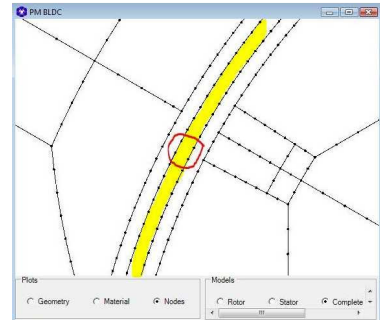 PM BLDC
Plots
Geometry
Material
Nodes
Models
Rotor
Stator
Complete